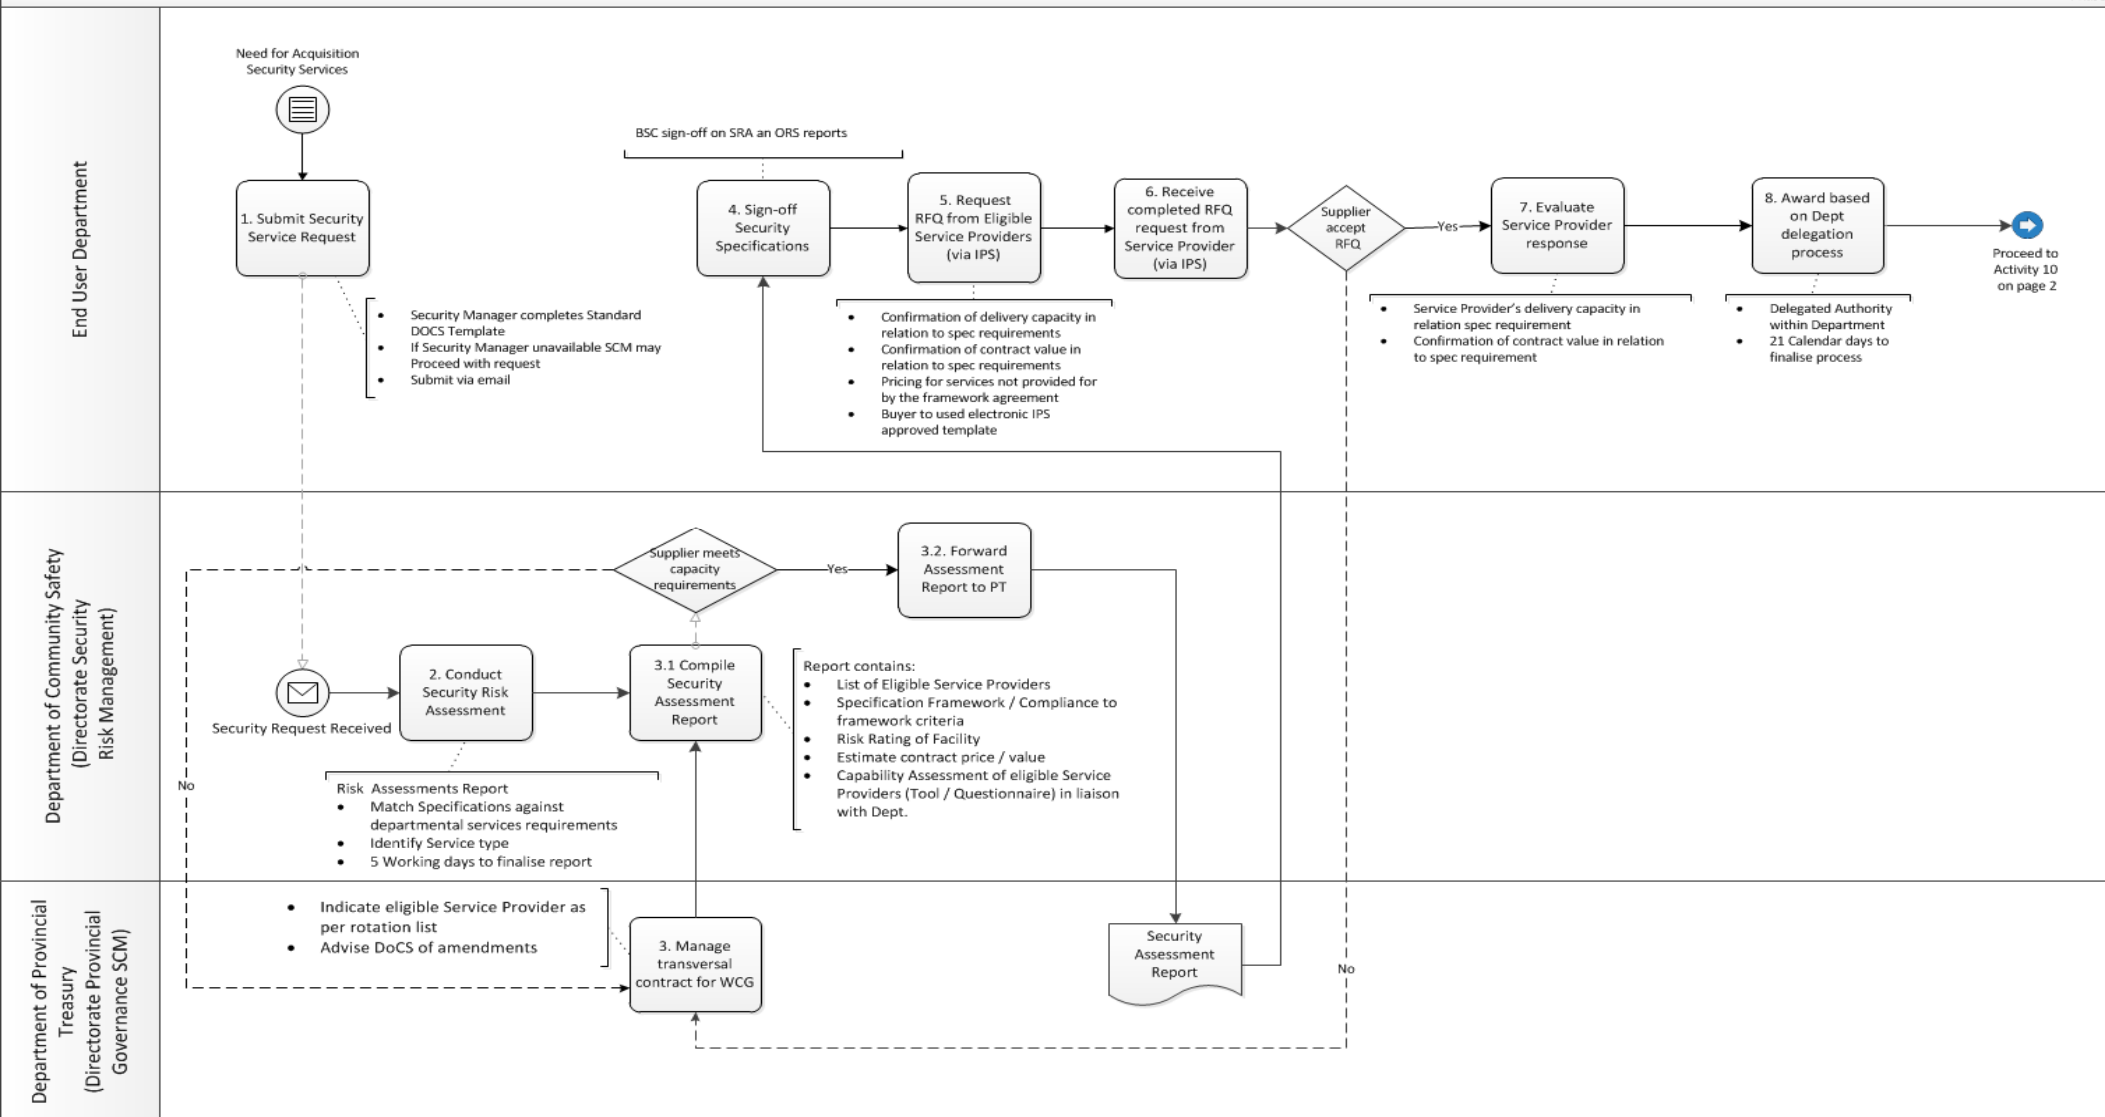 Need for Acquisition
Security Services
End User Department
1. Submit Security
Service Request
Security Manager completes Standard
DOCS Template
If Security Manager unavailable SCM may
Proceed with request
Submit via email
BSC sign-off on SRA an ORS reports
4. Sign-off
Security
Specifications
5. Request
RFQ from Eligible
Service Providers
(via IPS)
Confirmation of delivery capacity in
relation to spec requirements
Confirmation of contract value in
relation to spec requirements
Pricing for services not provided for
by the framework agreement
Buyer to used electronic IPS
approved template
6. Receive
completed RFQ
request from
Service Provider
(via IPS)
Supplier
accept
RFQ
Yes
7. Evaluate
Service Provider
response
Service Provider's delivery capacity in
relation spec requirement
Confirmation of contract value in relation
to spec requirement
8. Award based
on Dept
delegation
process
Delegated Authority
within Department
21 Calendar days to
finalise process
Proceed to
Activity 10
on page 2
Department of Community Safety
(Directorate Security
Risk Management)
Supplier meets
capacity
requirements
Yes
3.2. Forward
Assessment
Report to PT
Security Request Received
2. Conduct
Security Risk
Assessment
3.1 Compile
Security
Assessment
Report
Report contains:
List of Eligible Service Providers
Specification Framework / Compliance to
framework criteria
Risk Rating of Facility
Estimate contract price / value
Capability Assessment of eligible Service
Providers (Tool / Questionnaire) in liaison
with Dept.
No
Risk Assessments Report
Match Specifications against
departmental services requirements
Identify Service type
5 Working days to finalise report
Department of Provincial
Treasury
(Directorate Provincial
Governance SCM)
Indicate eligible Service Provider as
per rotation list
Advise DoCS of amendments
3. Manage
transversal
contract for WCG
Security
Assessment
Report
No